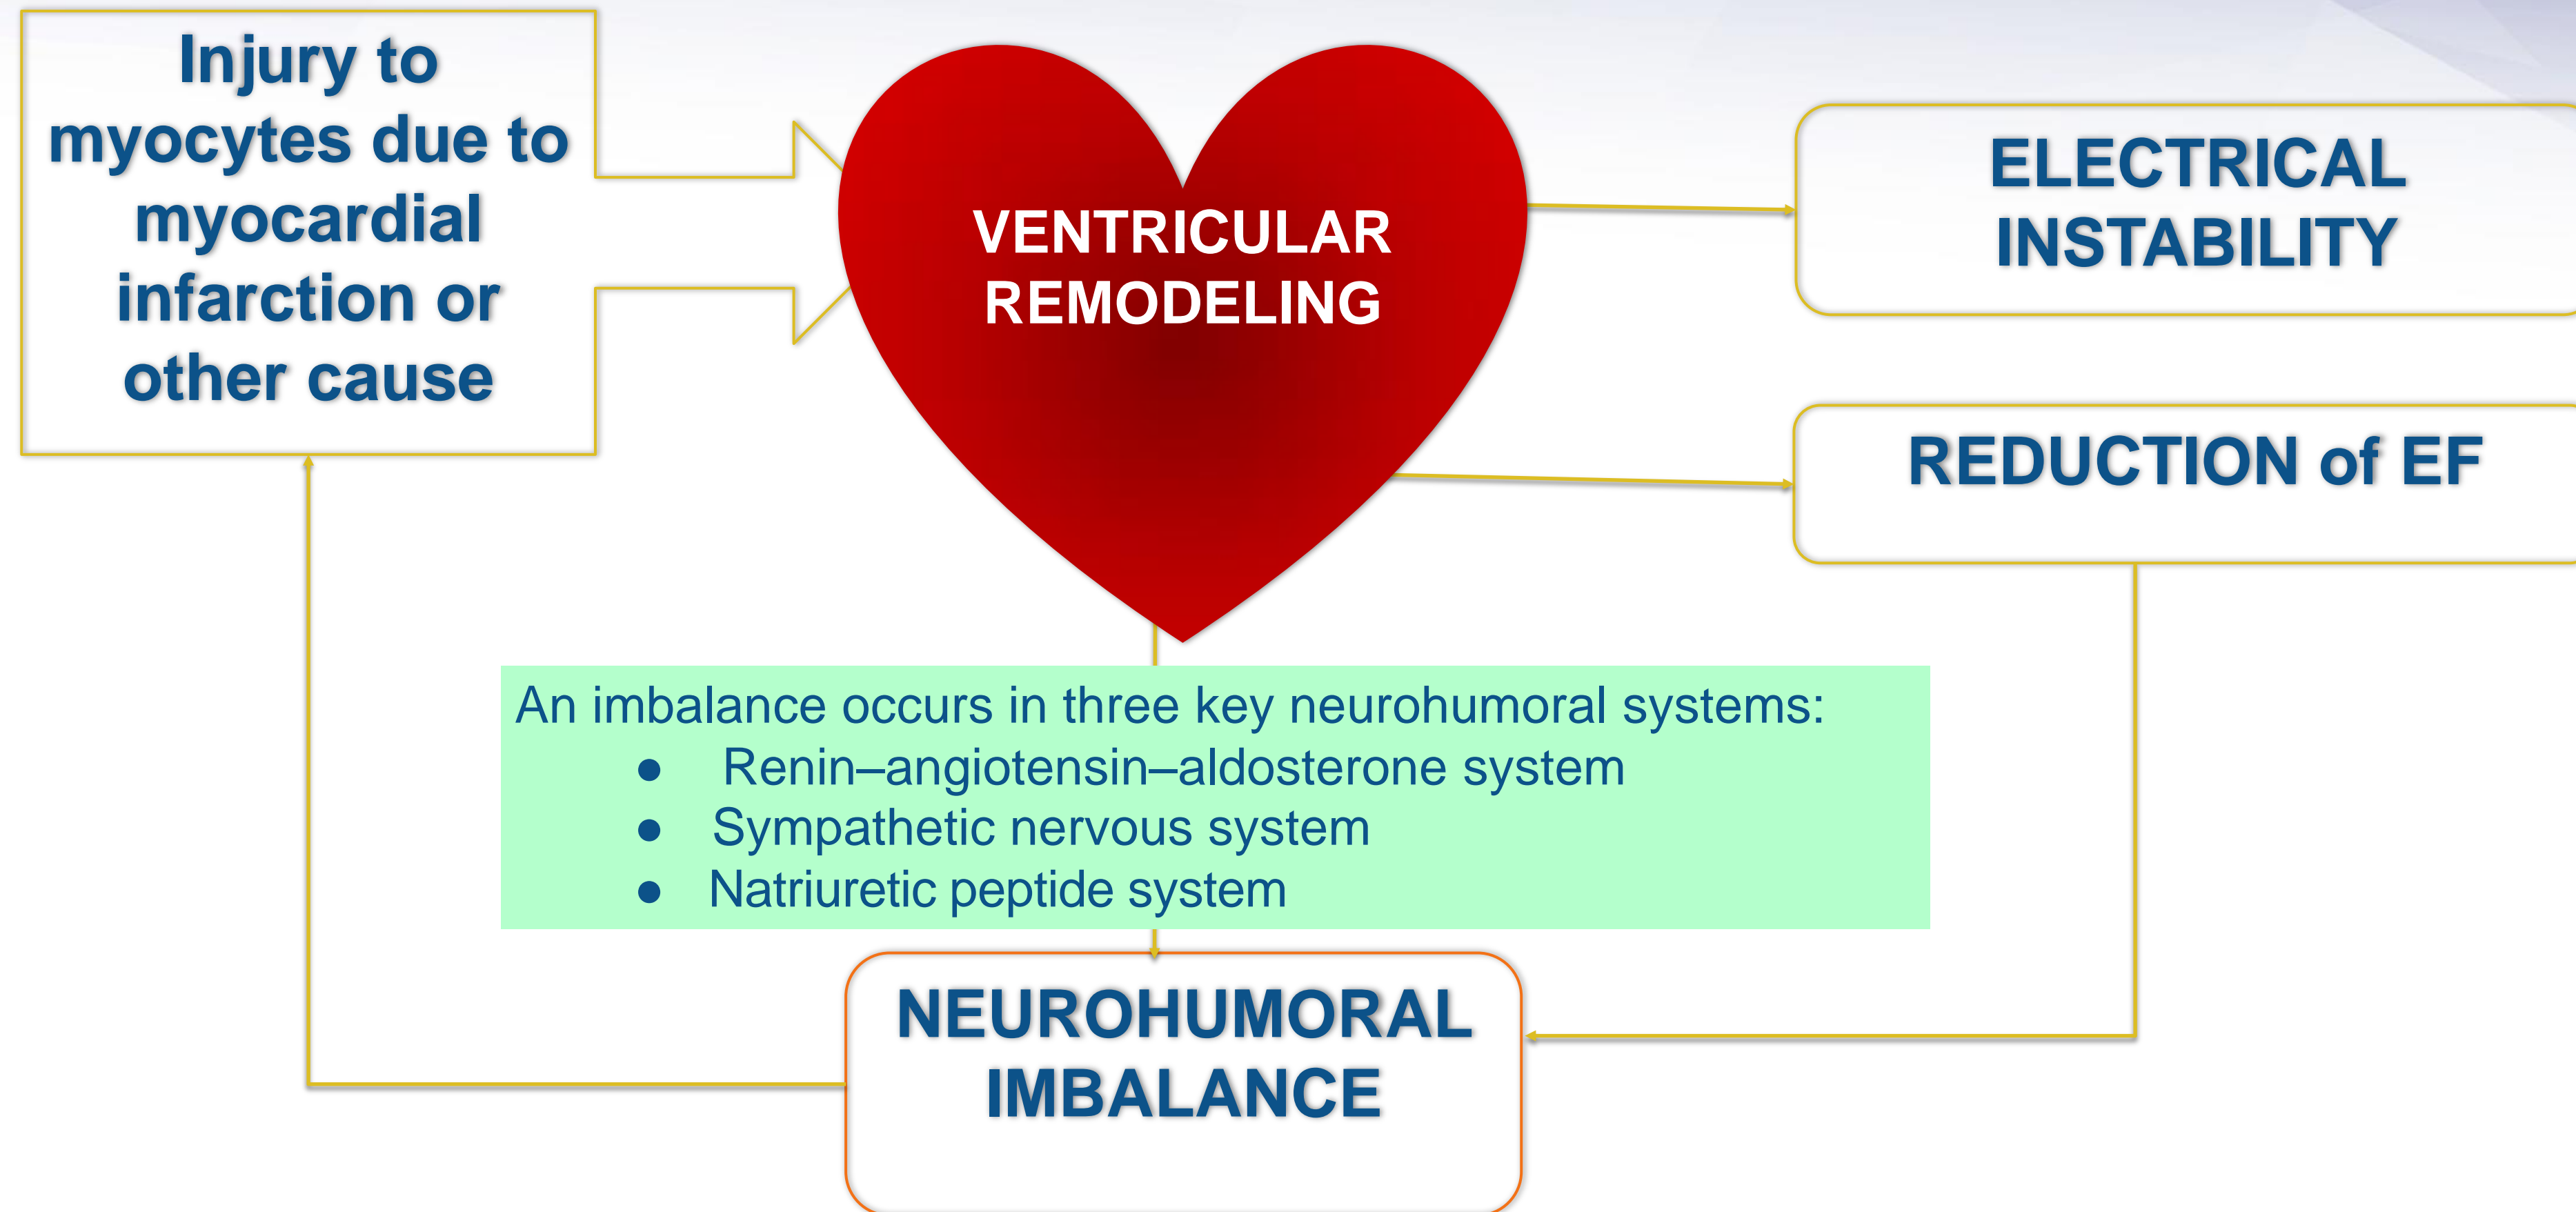 Injury to
myocytes due to
myocardial
infarction or
other cause
VENTRICULAR
REMODELING
ELECTRICAL
INSTABILITY
REDUCTION of EF
An imbalance occurs in three key neurohumoral systems:
● Renin–angiotensin–aldosterone system
● Sympathetic nervous system
● Natriuretic peptide system
NEUROHUMORAL
IMBALANCE